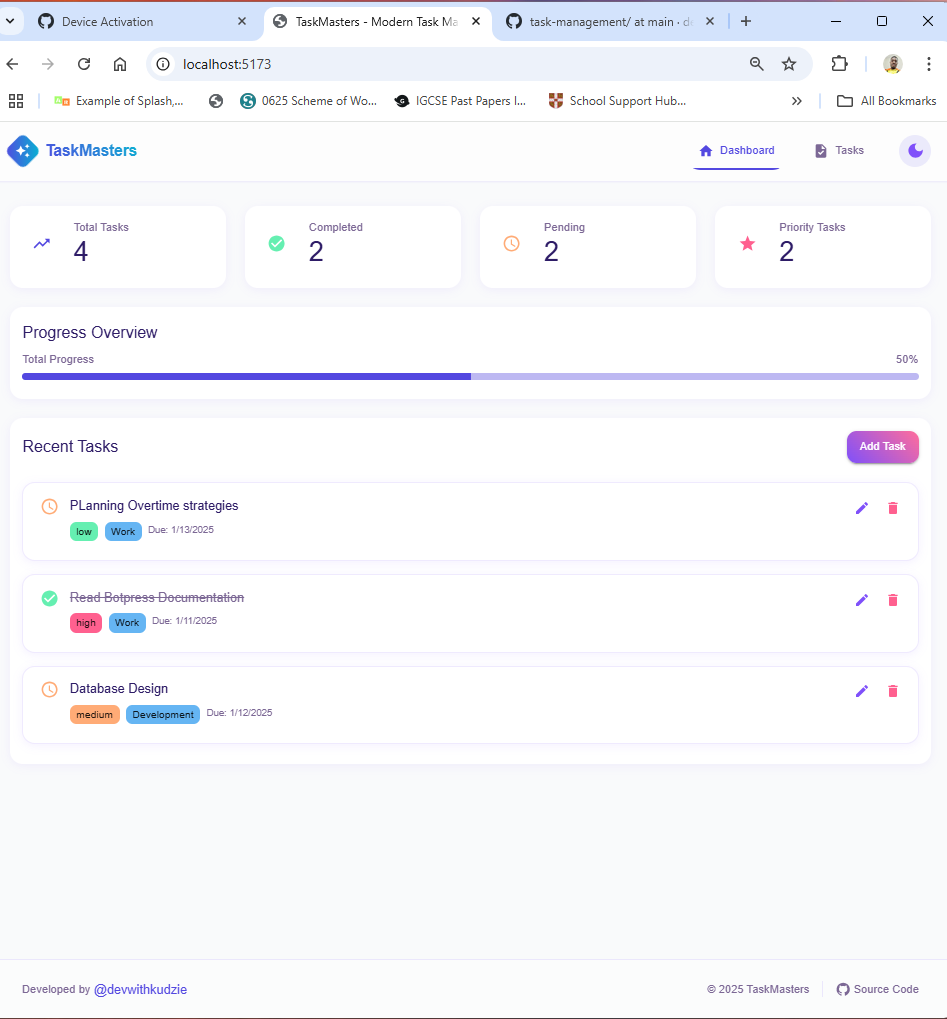 Device Activation
TaskMasters - Modern Task Ma
task-management/ at main · de
localhost:5173
Example of Splash,...
0625 Scheme of Wo...
IGCSE Past Papers I...
School Support Hub...
All Bookmarks
TaskMasters
Dashboard
Tasks
Total Tasks
4
Completed
2
Pending
2
Priority Tasks
2
Progress Overview
Total Progress
50%
Recent Tasks
Add Task
PLanning Overtime strategies
low Work Due: 1/13/2025
Read Botpress Documentation
high Work Due: 1/11/2025
Database Design
medium Development Due: 1/12/2025
Developed by @devwithkudzie
© 2025 TaskMasters
Source Code